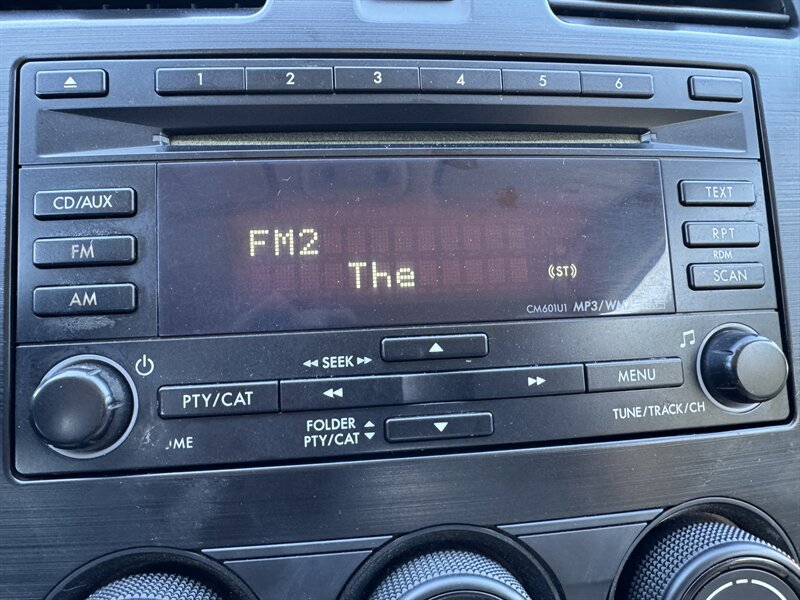 1 2 3 4 5 6
CD/AUX
FM
AM
FM2
The
(ST)
CM601U1 MP3/WMA
TEXT
RPT
RDM
SCAN
SEEK
PTY/CAT
MENU
FOLDER
PTY/CAT
TUNE/TRACK/CH